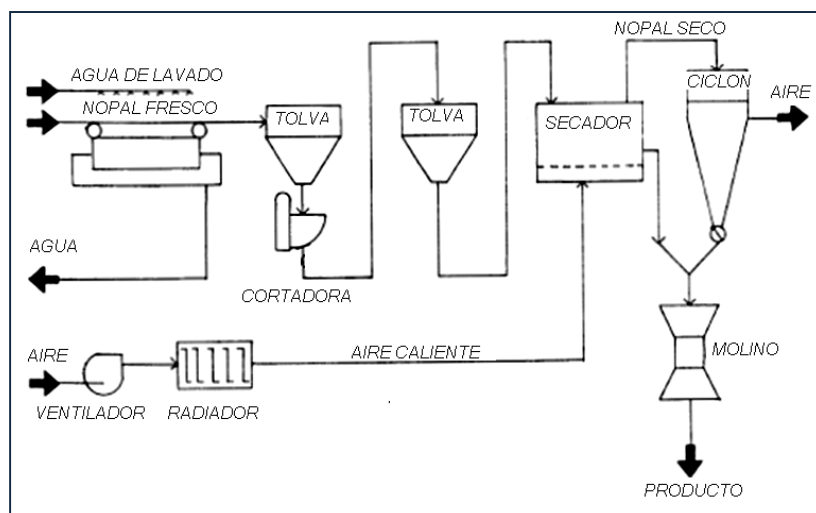 NOPAL SECO
AGUA DE LAVADO
CICLON
NOPAL FRESCO
AIRE
TOLVA
TOLVA
SECADOR
AGUA
CORTADORA
AIRE
AIRE CALIENTE
MOLINO
VENTILADOR
RADIADOR
PRODUCTO